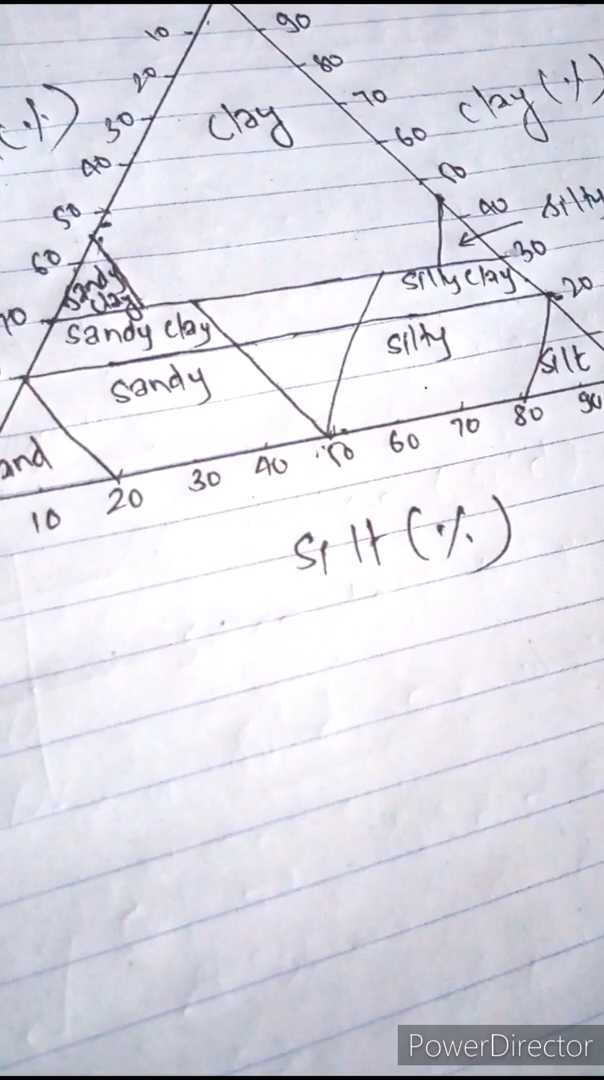 10 90
20 80
30 70
clay
clay (%)
(%)
40 60
50 50
40
silty
60 30
sandy
clay
silly clay
20
70
sandy clay
silty
sandy
silt
and
10 20 30 40 50 60 70 80 90
silt (%)
PowerDirector